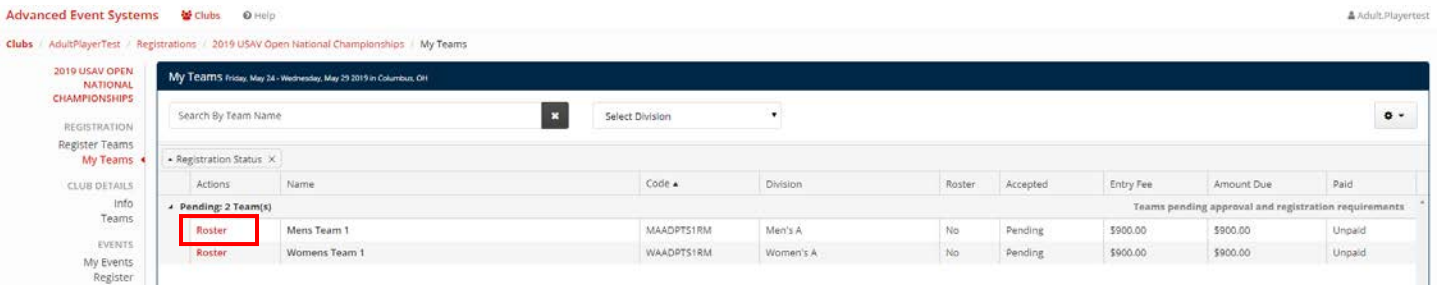 Advanced Event Systems Clubs Help Adult.Playertest
Clubs / AdultPlayerTest / Registrations / 2019 USAV Open National Championships / My Teams
2019 USAV OPEN
NATIONAL
CHAMPIONSHIPS
REGISTRATION
Register Teams
My Teams
CLUB DETAILS
Info
Teams
EVENTS
My Events
Register
My Teams Friday, May 24 - Wednesday, May 29 2019 in Columbus, OH
Search By Team Name Select Division
Registration Status
Actions Name Code Division Roster Accepted Entry Fee Amount Due Paid
Pending: 2 Team(s) Teams pending approval and registration requirements
Roster Mens Team 1 MAADPTS1RM Men's A No Pending $900.00 $900.00 Unpaid
Roster Womens Team 1 WAADPTS1RM Women's A No Pending $900.00 $900.00 Unpaid